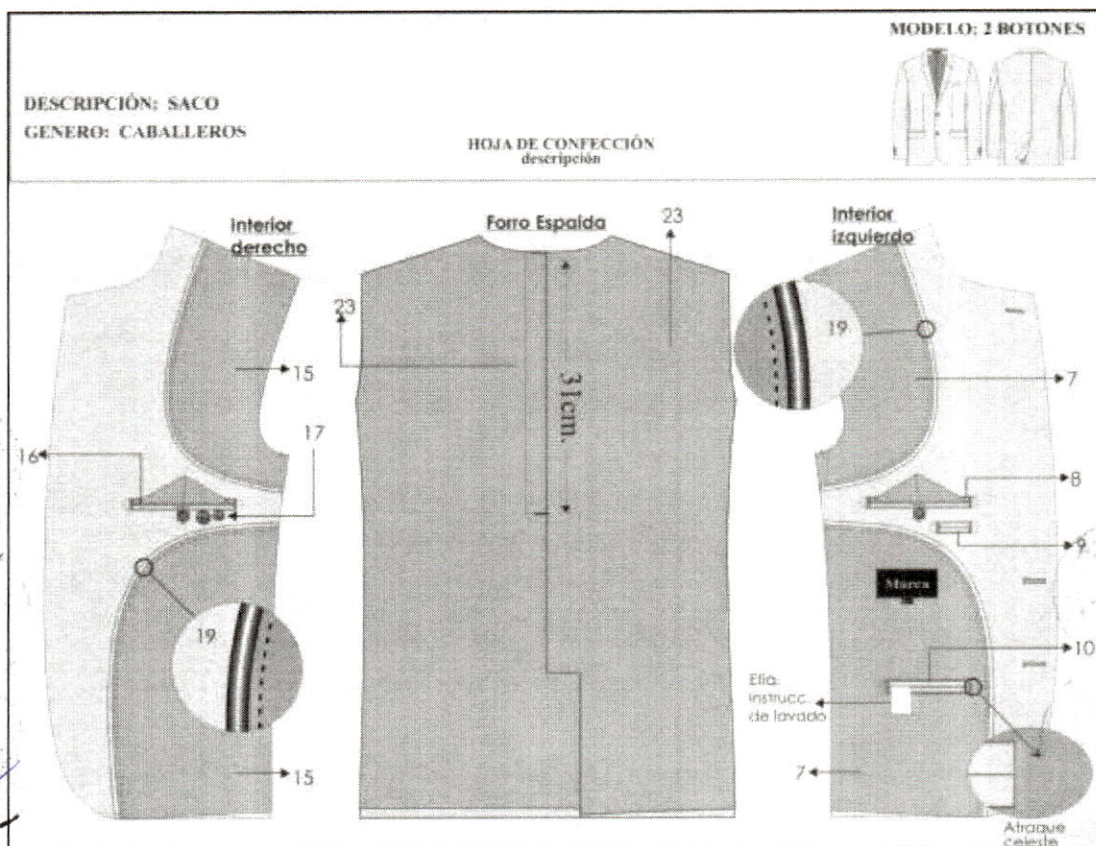 MODELO: 2 BOTONES
DESCRIPCIÓN: SACO
GENERO: CABALLEROS
HOJA DE CONFECCIÓN
descripción
Interior
derecho
Forro Espalda
23
Interior
izquierdo
23
19
15
7
31cm.
17
16
8
9
Marca
19
10
Etiq.
instrucc.
de lavado
15
7
Atraque
celeste